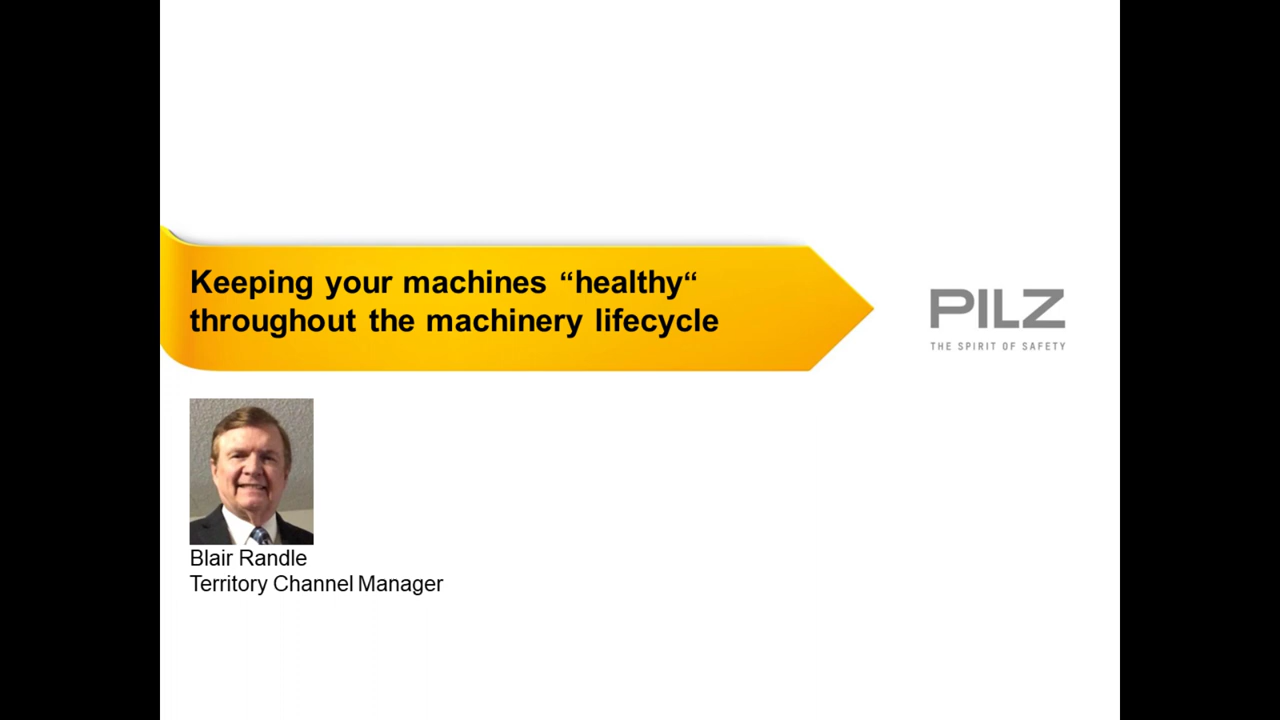 Keeping your machines “healthy“
throughout the machinery lifecycle
PILZ
THE SPIRIT OF SAFETY
Blair Randle
Territory Channel Manager